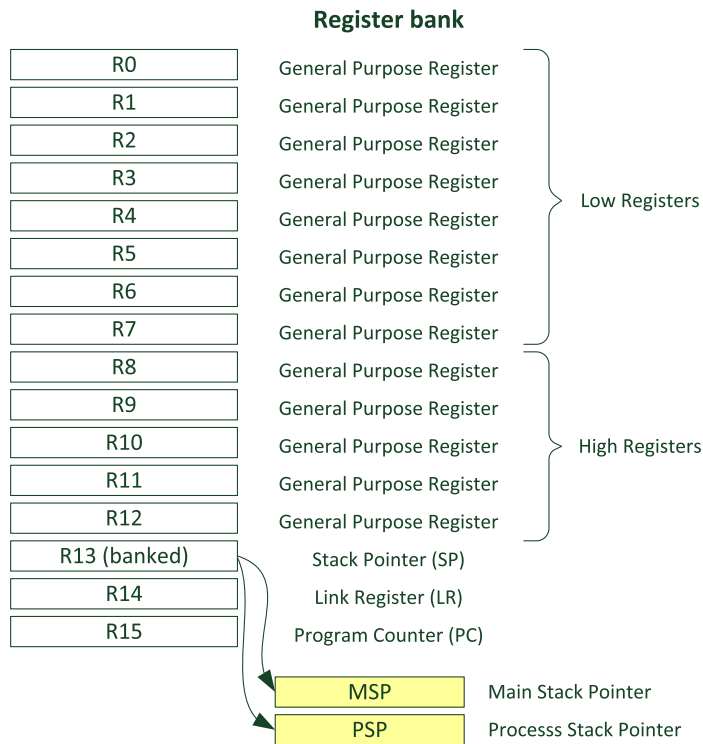 Register bank
R0 General Purpose Register
R1 General Purpose Register
R2 General Purpose Register
R3 General Purpose Register
R4 General Purpose Register
R5 General Purpose Register
R6 General Purpose Register
R7 General Purpose Register
Low Registers
R8 General Purpose Register
R9 General Purpose Register
R10 General Purpose Register
R11 General Purpose Register
R12 General Purpose Register
High Registers
R13 (banked) Stack Pointer (SP)
R14 Link Register (LR)
R15 Program Counter (PC)
MSP Main Stack Pointer
PSP Processs Stack Pointer